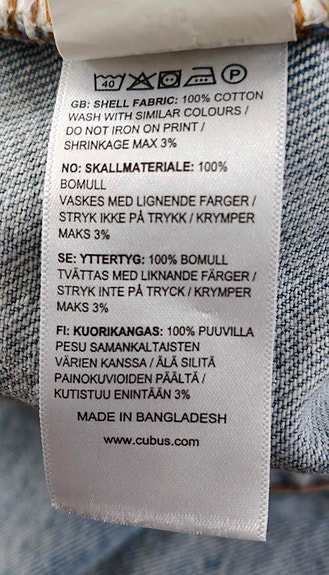 40 P
GB: SHELL FABRIC: 100% COTTON
WASH WITH SIMILAR COLOURS /
DO NOT IRON ON PRINT /
SHRINKAGE MAX 3%
NO: SKALLMATERIALE: 100%
BOMULL
VASKES MED LIGNENDE FARGER /
STRYK IKKE PÅ TRYKK / KRYMPER
MAKS 3%
SE: YTTERTYG: 100% BOMULL
TVÄTTAS MED LIKNANDE FÄRGER /
STRYK INTE PÅ TRYCK / KRYMPER
MAKS 3%
FI: KUORIKANGAS: 100% PUUVILLA
PESU SAMANKALTAISTEN
VÄRIEN KANSSA / ÄLÄ SILITÄ
PAINOKUVIOIDEN PÄÄLTÄ /
KUTISTUU ENINTÄÄN 3%
MADE IN BANGLADESH
www.cubus.com